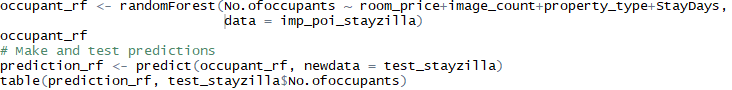 occupant_rf <- randomForest(No.ofoccupants ~ room_price+image_count+property_type+StayDays,
data = imp_poi_stayzilla)
occupant_rf
# Make and test predictions
prediction_rf <- predict(occupant_rf, newdata = test_stayzilla)
table(prediction_rf, test_stayzilla$No.ofoccupants)